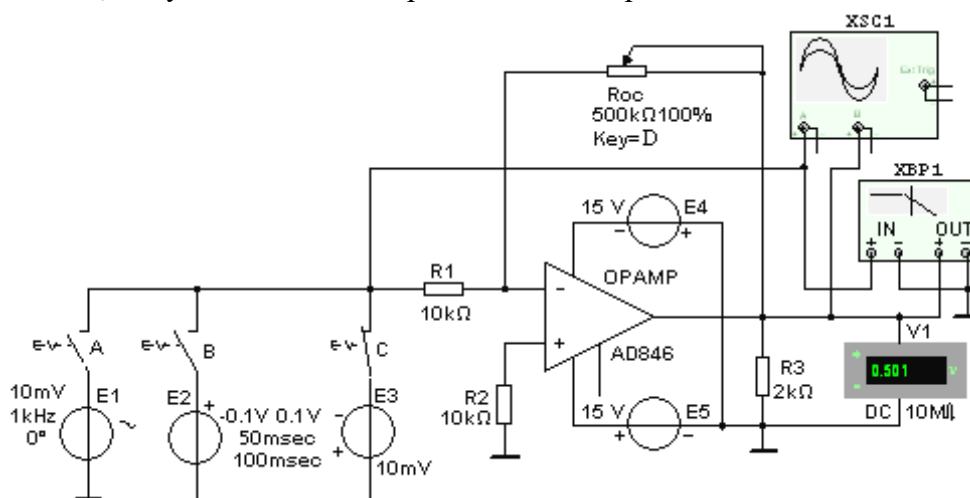 XSC1
Ext Trig
A
B
Roc
500kΩ100%
Key=D
XBP1
IN
OUT
15 V
E4
R1
10kΩ
OPAMP
AD846
V1
0.501
v
DC 10MΩ
R3
2kΩ
R2
10kΩ
15 V
E5
A
B
C
10mV
1kHz
0°
E1
E2
-0.1V 0.1V
50msec
100msec
E3
10mV